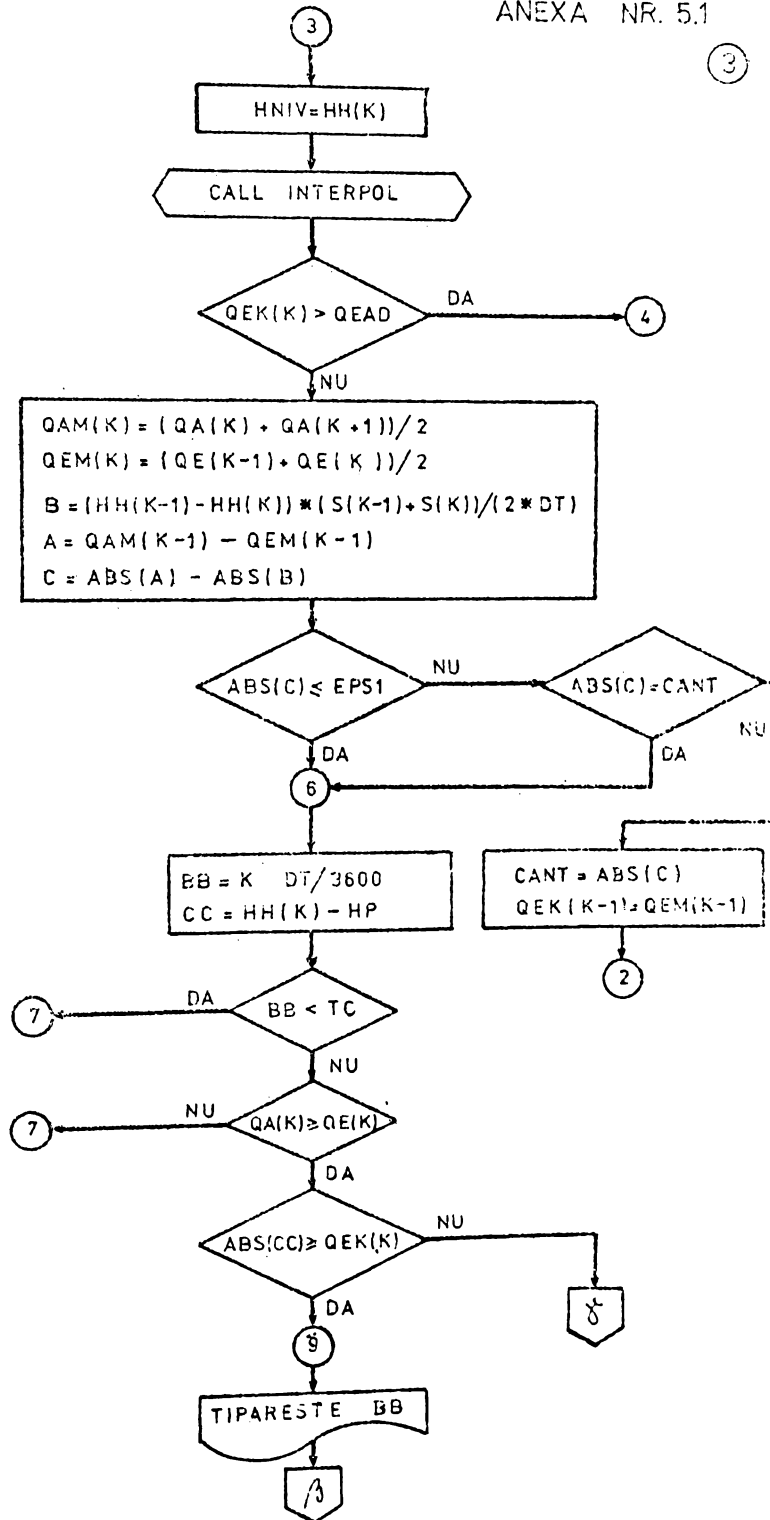 ANEXA NR. 5.1
3
3
HNIV=HH(K)
CALL INTERPOL
QEK(K) > QEAD
DA
4
NU
QAM(K) = (QA(K) + QA(K+1))/2
QEM(K) = (QE(K-1)+ QE(K))/2
B = (HH(K-1)-HH(K))*(S(K-1)+S(K))/(2*DT)
A = QAM(K-1) - QEM(K-1)
C = ABS(A) - ABS(B)
ABS(C) ≤ EPS1
NU
ABS(C)=CANT
NU
DA
DA
6
BB = K DT/3600
CC = HH(K) - HP
CANT = ABS(C)
QEK(K-1)=QEM(K-1)
2
BB < TC
DA
7
NU
QA(K)≥QE(K)
NU
7
DA
ABS(CC)≥QEK(K)
NU
DA
γ
9
TIPARESTE BB
β